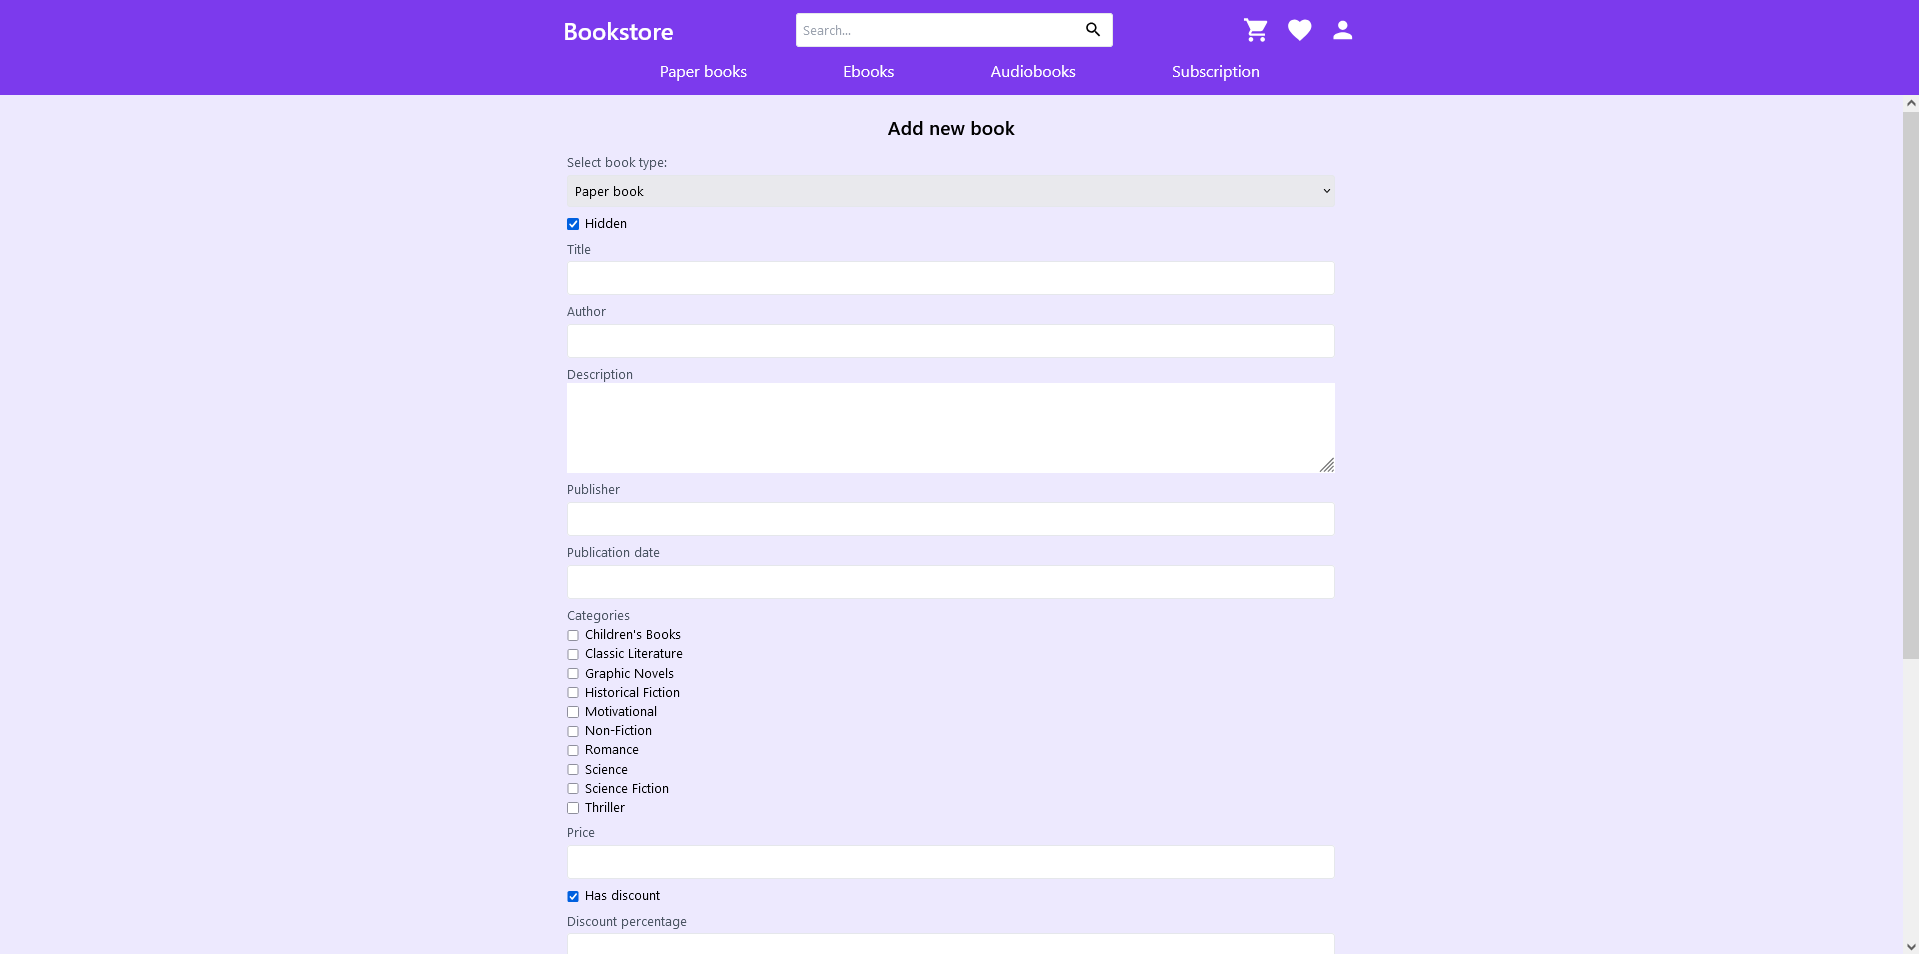 Bookstore
Search...
Paper books
Ebooks
Audiobooks
Subscription
Add new book
Select book type:
Paper book
Hidden
Title
Author
Description
Publisher
Publication date
Categories
Children's Books
Classic Literature
Graphic Novels
Historical Fiction
Motivational
Non-Fiction
Romance
Science
Science Fiction
Thriller
Price
Has discount
Discount percentage